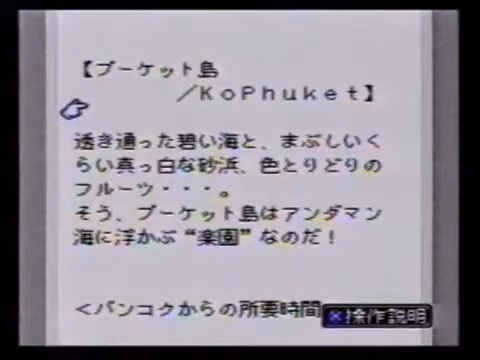 【プーケット島
／KoPhuket】
透き通った碧い海と、まぶしいく
らい真っ白な砂浜、色とりどりの
フルーツ・・・。
そう、プーケット島はアンダマン
海に浮かぶ“楽園”なのだ！
＜バンコクからの所要時間
※操作説明